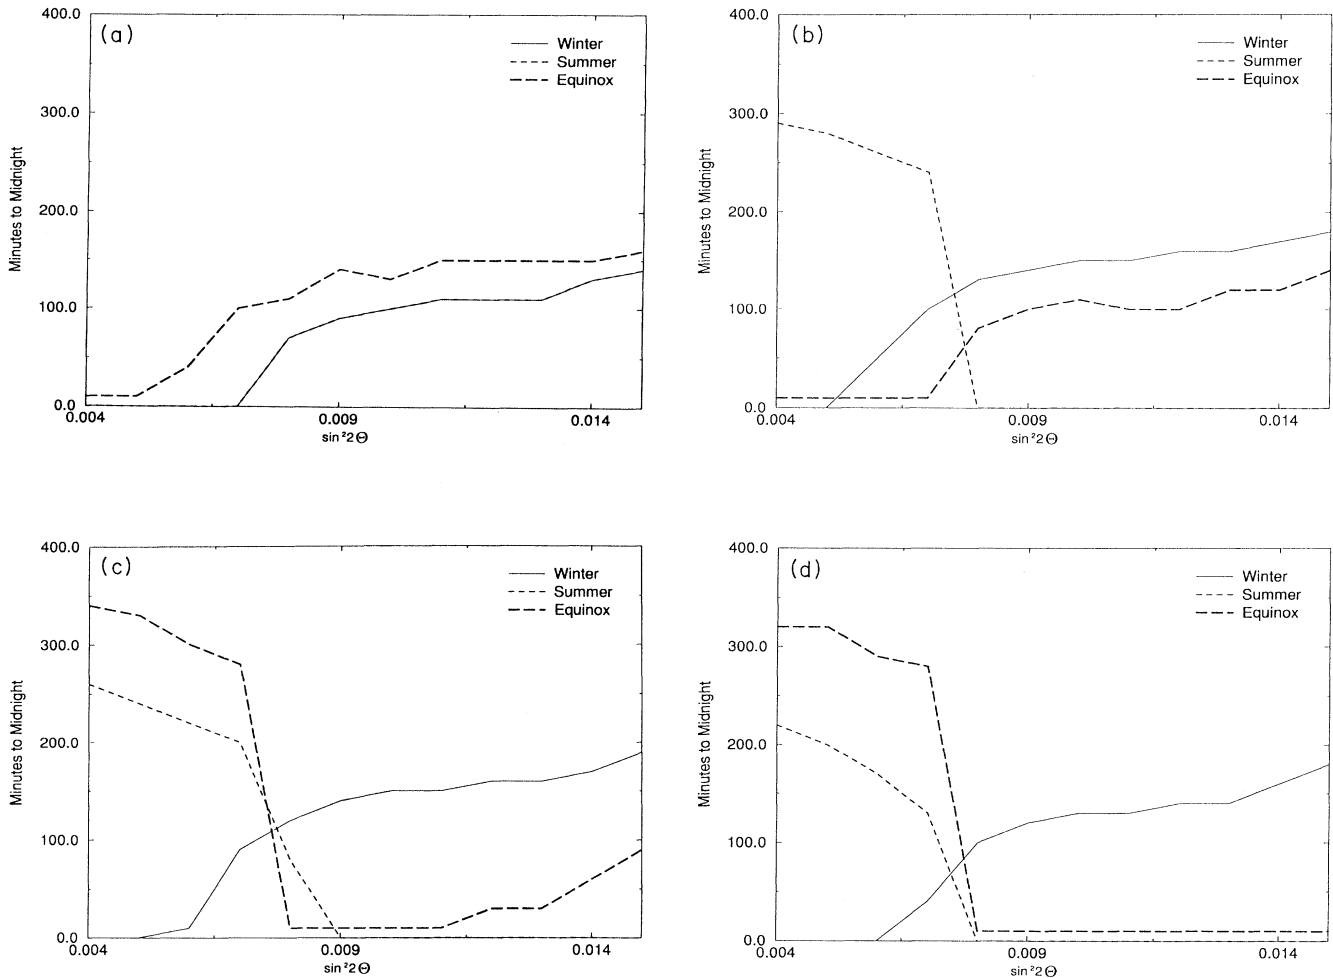 400.0
(a)
Winter
Summer
Equinox
300.0
Minutes to Midnight
200.0
100.0
0.0
0.004
0.009
0.014
sin²2Θ
400.0
(b)
Winter
Summer
Equinox
300.0
Minutes to Midnight
200.0
100.0
0.0
0.004
0.009
0.014
sin²2Θ
400.0
(c)
Winter
Summer
Equinox
300.0
Minutes to Midnight
200.0
100.0
0.0
0.004
0.009
0.014
sin²2Θ
400.0
(d)
Winter
Summer
Equinox
300.0
Minutes to Midnight
200.0
100.0
0.0
0.004
0.009
0.014
sin²2Θ